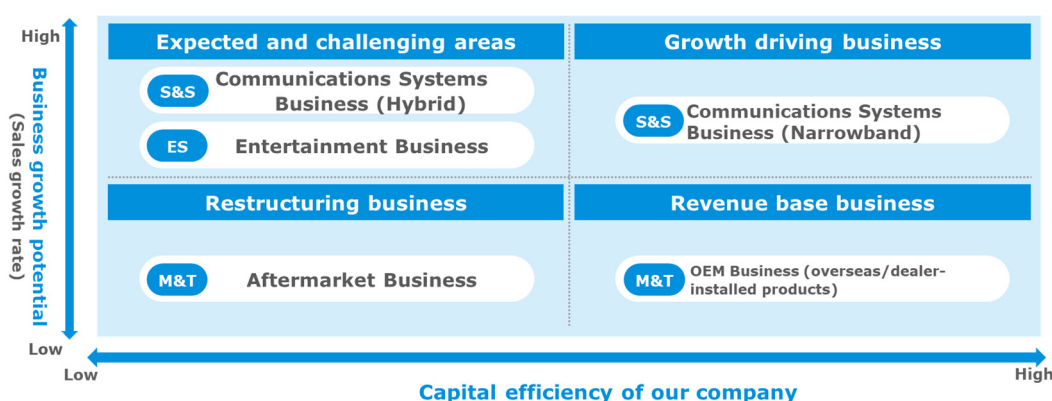 High
Business growth potential
(Sales growth rate)
Low
Expected and challenging areas
S&S
Communications Systems
Business (Hybrid)
ES
Entertainment Business
Growth driving business
S&S
Communications Systems
Business (Narrowband)
Restructuring business
M&T
Aftermarket Business
Revenue base business
M&T
OEM Business (overseas/dealer-
installed products)
Low
High
Capital efficiency of our company